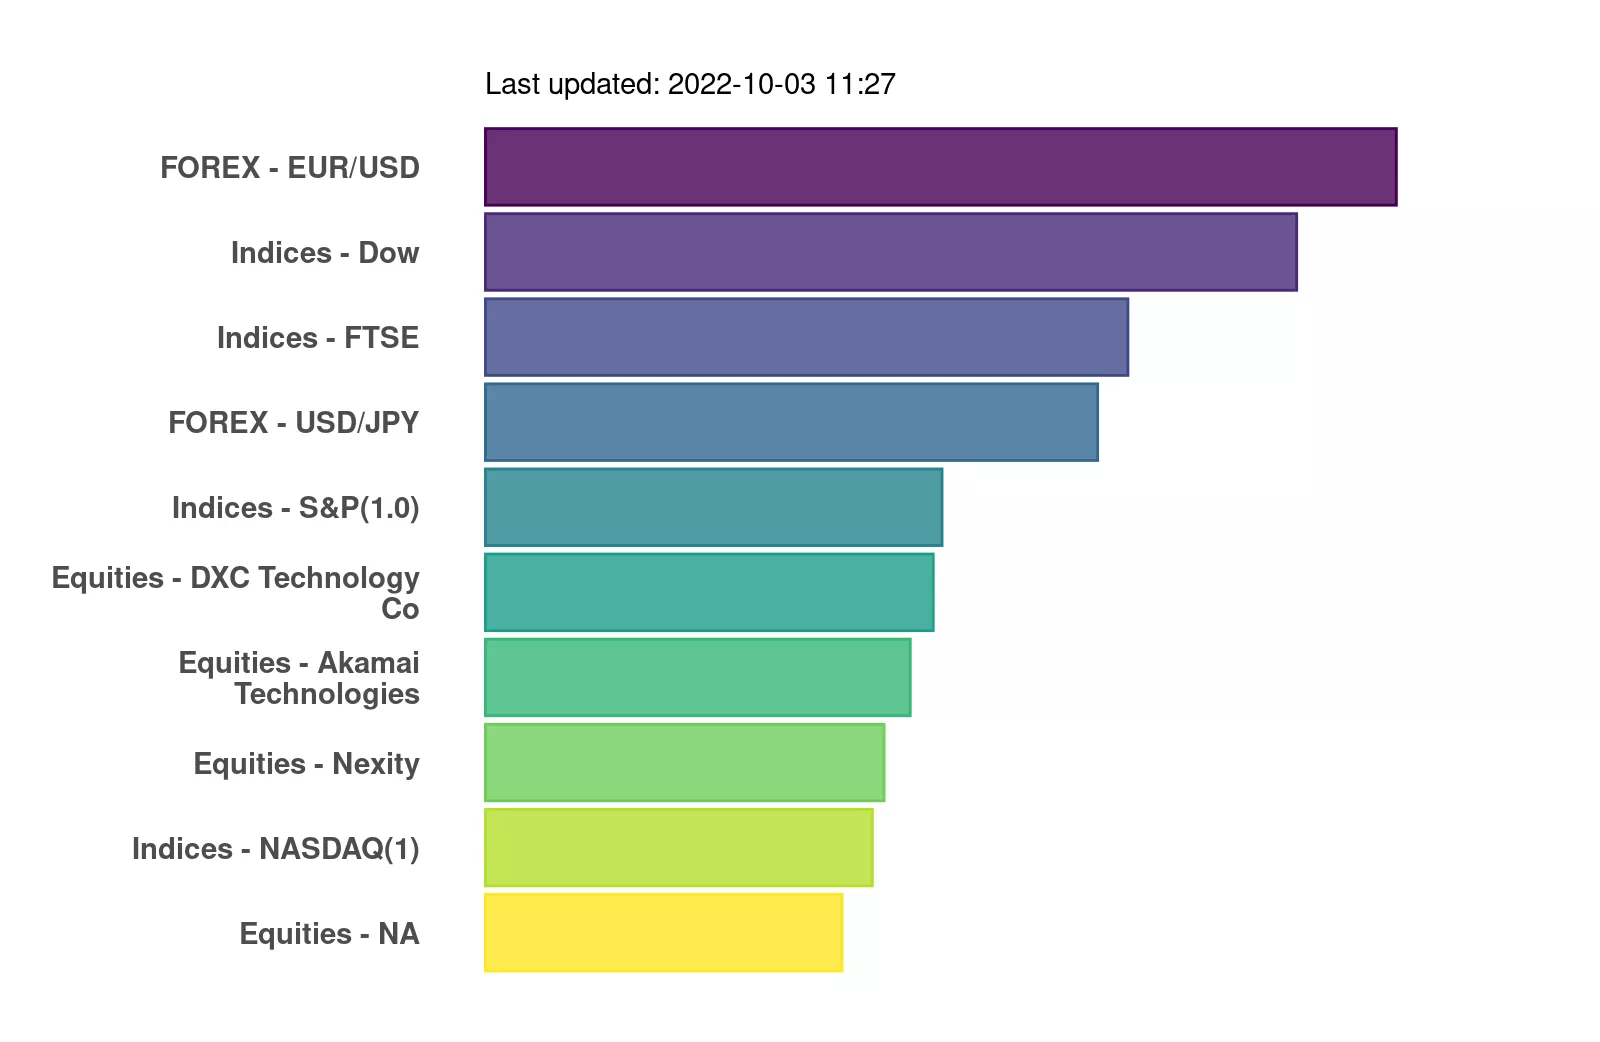 Last updated: 2022-10-03 11:27
FOREX - EUR/USD
Indices - Dow
Indices - FTSE
FOREX - USD/JPY
Indices - S&P(1.0)
Equities - DXC Technology
Co
Equities - Akamai
Technologies
Equities - Nexity
Indices - NASDAQ(1)
Equities - NA